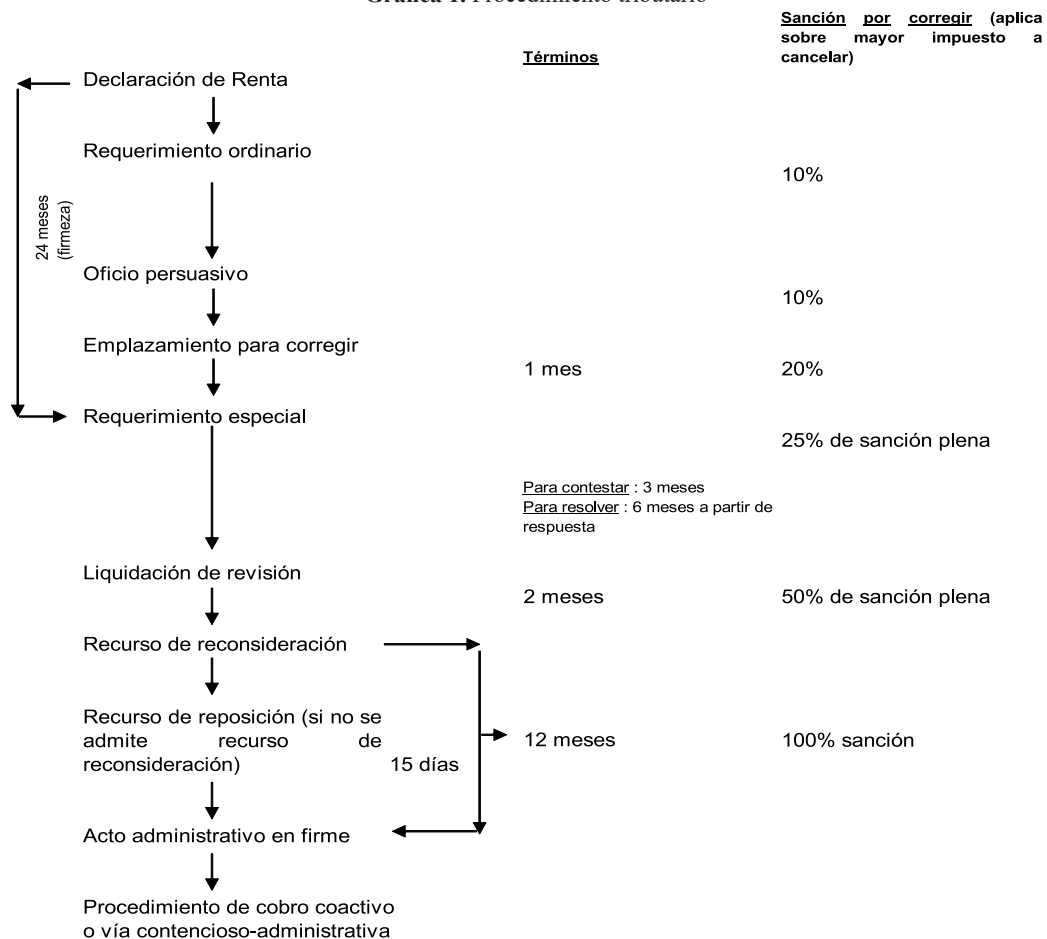 Gráfica 1. Procedimiento tributario
Sanción por corregir (aplica
sobre mayor impuesto a
cancelar)
Términos
Declaración de Renta
Requerimiento ordinario
10%
24 meses
(firmeza)
Oficio persuasivo
10%
Emplazamiento para corregir
1 mes
20%
Requerimiento especial
25% de sanción plena
Para contestar : 3 meses
Para resolver : 6 meses a partir de
respuesta
Liquidación de revisión
2 meses
50% de sanción plena
Recurso de reconsideración
Recurso de reposición (si no se
admite recurso de
reconsideración)
15 días
12 meses
100% sanción
Acto administrativo en firme
Procedimiento de cobro coactivo
o vía contencioso-administrativa